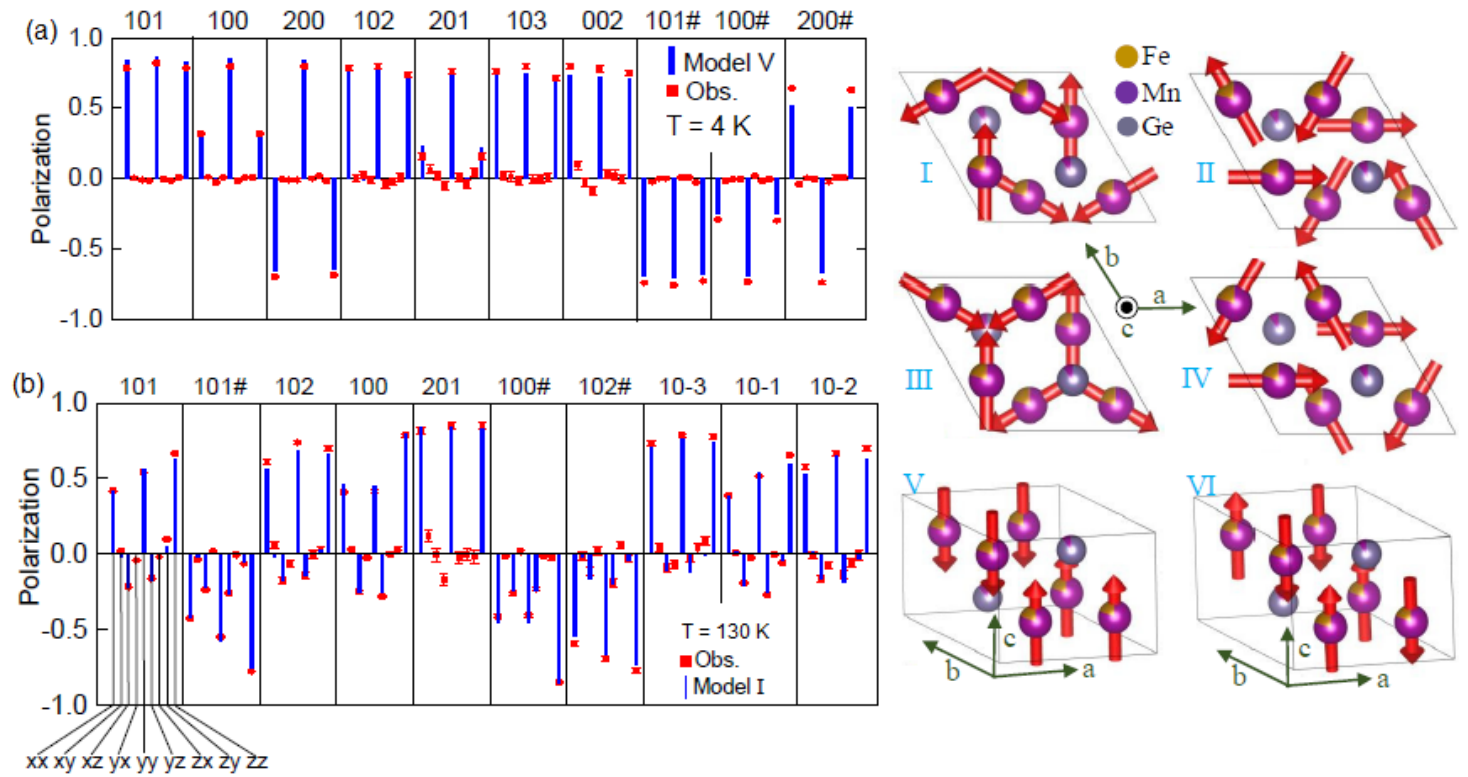 (a)
101 100 200 102 201 103 002 101# 100# 200#
1.0
0.5
0.0
-0.5
-1.0
Polarization
Model V
Obs.
T = 4 K
(b)
101 101# 102 100 201 100# 102# 10-3 10-1 10-2
1.0
0.5
0.0
-0.5
-1.0
Polarization
T = 130 K
Obs.
Model I
xx xy xz yx yy yz zx zy zz
Fe
Mn
Ge
I
II
b
a
c
III
IV
V
VI
c
b
a
c
b
a